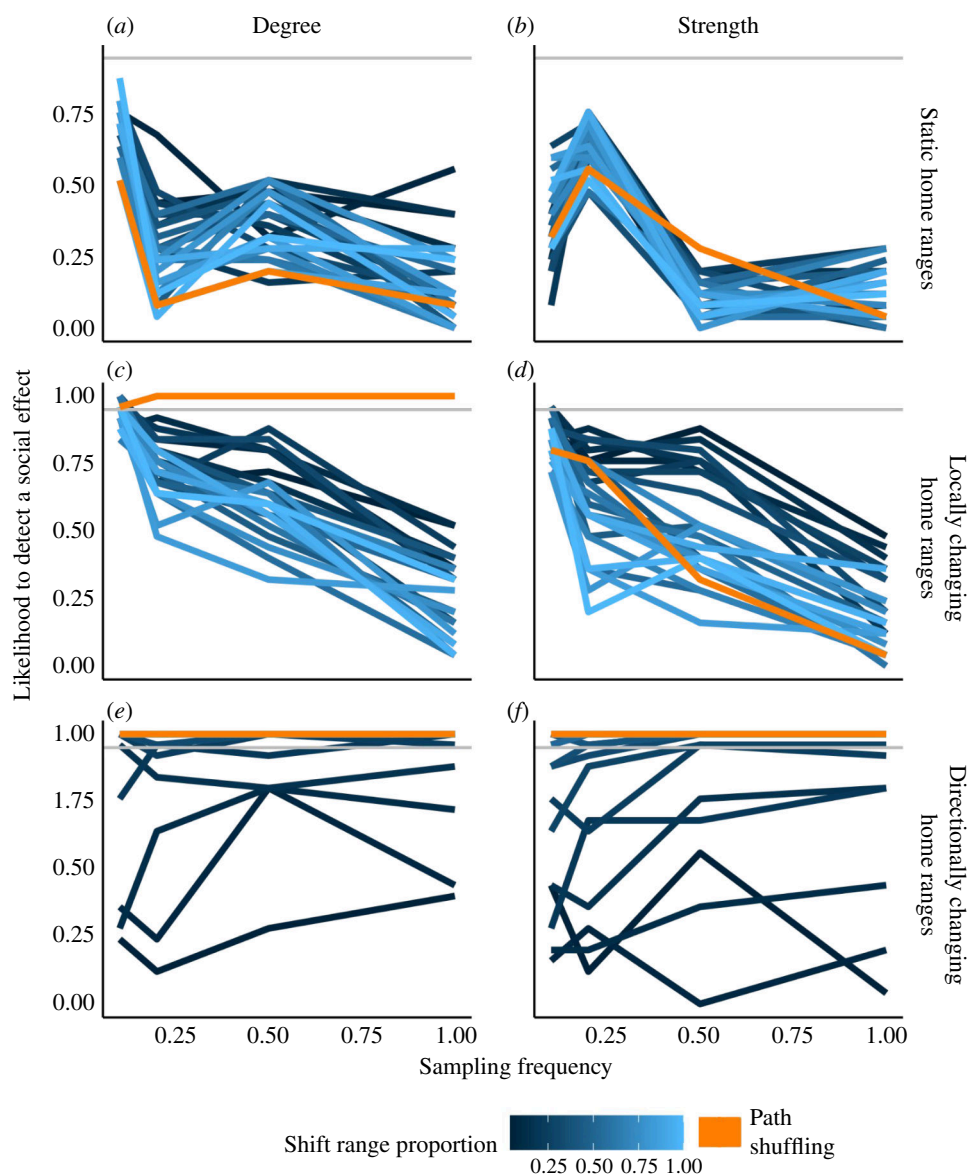 (a) Degree (b) Strength
0.75
0.50
0.25
0.00
Static home ranges
(c) (d)
1.00
0.75
0.50
0.25
0.00
Locally changing
home ranges
Likelihood to detect a social effect
(e) (f)
1.00
1.75
0.50
0.25
0.00
Directionally changing
home ranges
0.25 0.50 0.75 1.00 0.25 0.50 0.75 1.00
Sampling frequency
Shift range proportion
0.25 0.50 0.75 1.00
Path
shuffling